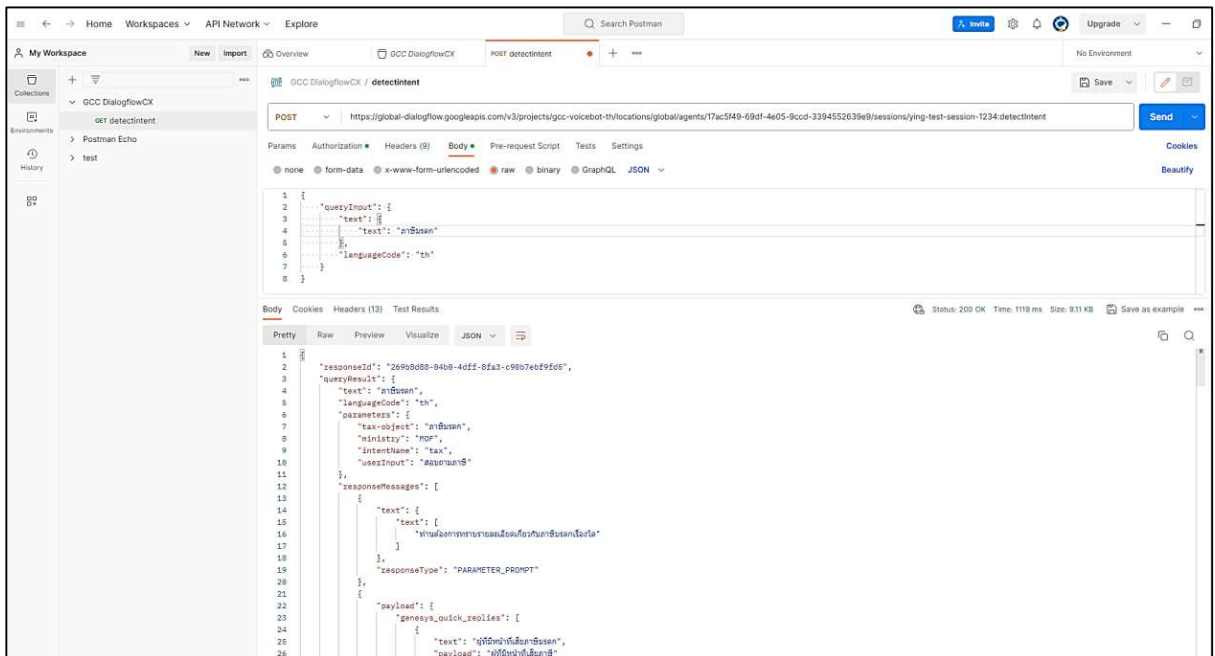 Home Workspaces API Network Explore Search Postman Invite Upgrade
My Workspace New Import Overview GCC DialogflowCX POST detectintent No Environment
Collections
Environments
History
GCC DialogflowCX
GET detectintent
Postman Echo
test
GCC DialogflowCX / detectintent Save
POST https://global-dialogflow.googleapis.com/v3/projects/gcc-voicebot-th/locations/global/agents/17ac5f49-69df-4e05-9ccd-3394552639e9/sessions/ying-test-session-1234:detectIntent Send
Params Authorization Headers (9) Body Pre-request Script Tests Settings Cookies
none form-data x-www-form-urlencoded raw binary GraphQL JSON Beautify
1 {
2 "queryInput": {
3 "text": {
4 "text": "ภาษีมรดก"
5 },
6 "languageCode": "th"
7 }
8 }
Body Cookies Headers (13) Test Results Status: 200 OK Time: 1119 ms Size: 9.11 KB Save as example
Pretty Raw Preview Visualize JSON
1 {
2 "responseId": "269b8d88-04b0-4dff-8fa3-c98b7ebf9fd5",
3 "queryResult": {
4 "text": "ภาษีมรดก",
5 "languageCode": "th",
6 "parameters": {
7 "tax-object": "ภาษีมรดก",
8 "ministry": "MOF",
9 "intentName": "tax",
10 "userInput": "สอบถามภาษี"
11 },
12 "responseMessages": [
13 {
14 "text": {
15 "text": [
16 "ท่านต้องการทราบรายละเอียดเกี่ยวกับภาษีมรดกเรื่องใด"
17 ]
18 },
19 "responseType": "PARAMETER_PROMPT"
20 },
21 {
22 "payload": {
23 "genesys_quick_replies": [
24 {
25 "text": "ผู้ที่มีหน้าที่เสียภาษีมรดก",
26 "payload": "ผู้ที่มีหน้าที่เสียภาษี"